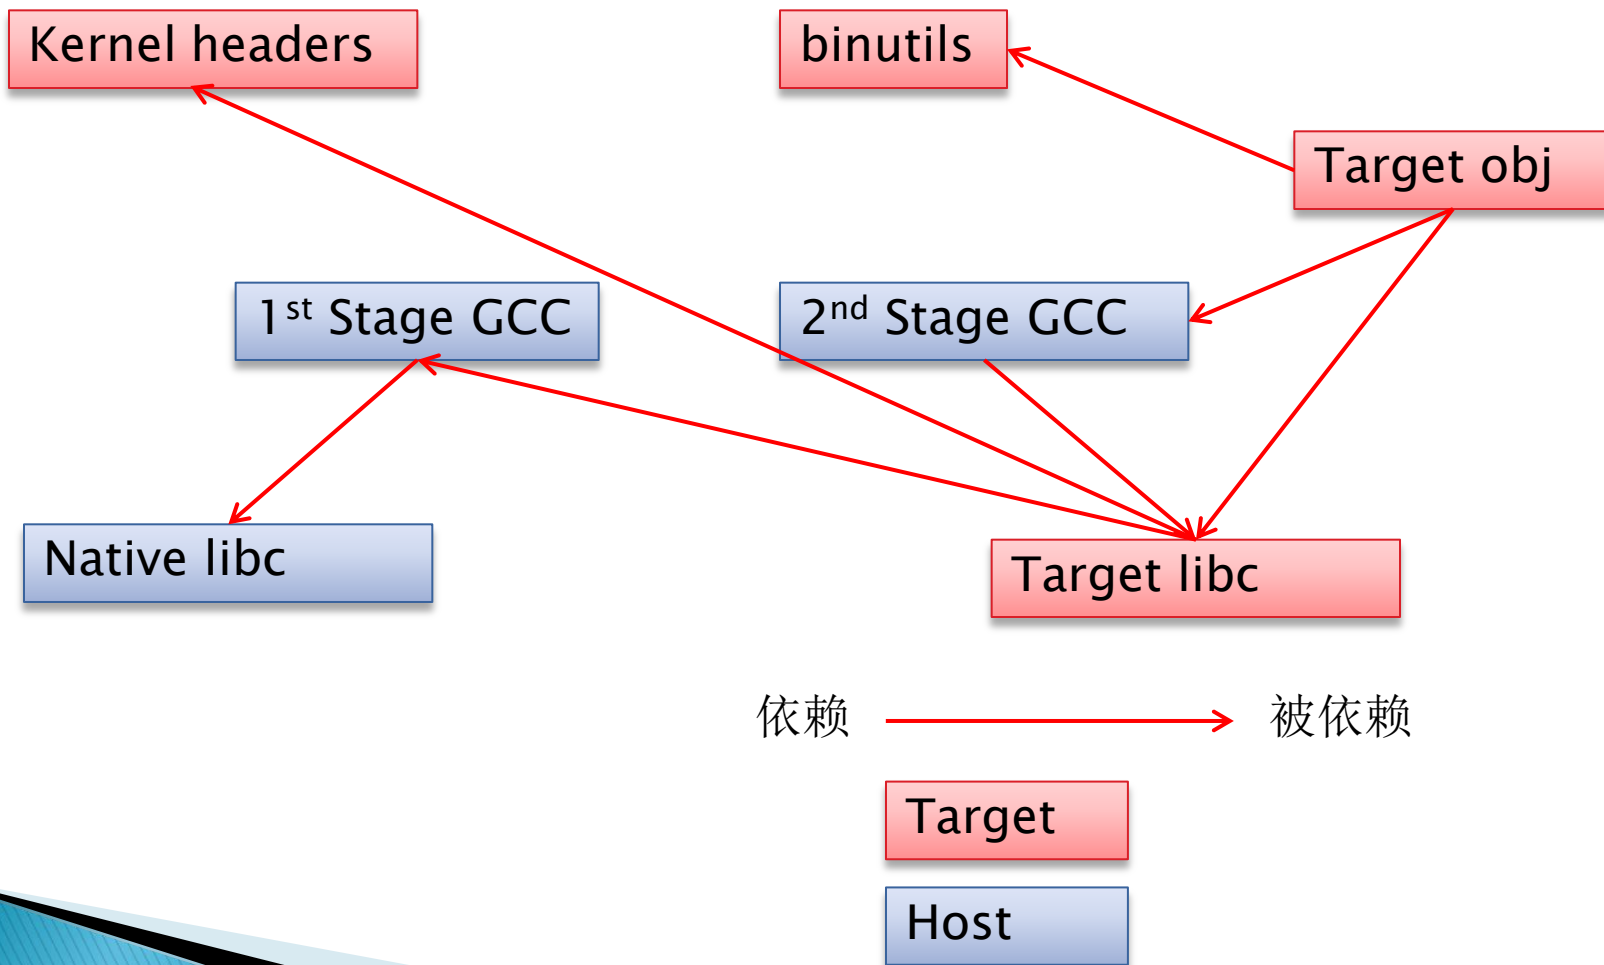 Kernel headers
binutils
Target obj
1st Stage GCC
2nd Stage GCC
Native libc
Target libc
依赖
被依赖
Target
Host